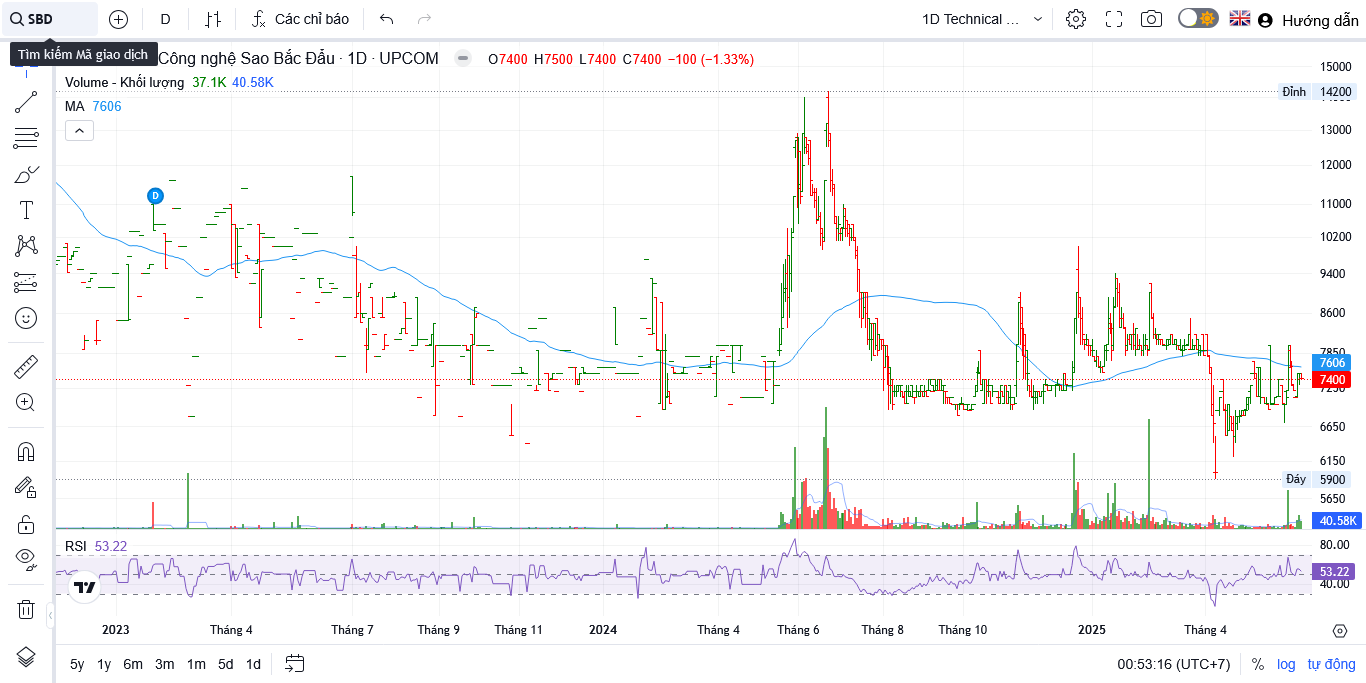 SBD D Các chỉ báo 1D Technical ... Hướng dẫn
Tìm kiếm Mã giao dịch
Công nghệ Sao Bắc Đẩu · 1D · UPCOM O7400 H7500 L7400 C7400 −100 (−1.33%)
Volume - Khối lượng 37.1K 40.58K
MA 7606
D
T
15000
Đỉnh 14200
13000
12000
11000
10200
9400
8600
7850
7606
7400
7250
6650
6150
Đáy 5900
5650
40.58K
RSI 53.22
80.00
53.22
40.00
2023 Tháng 4 Tháng 7 Tháng 9 Tháng 11 2024 Tháng 4 Tháng 6 Tháng 8 Tháng 10 2025 Tháng 4
5y 1y 6m 3m 1m 5d 1d 00:53:16 (UTC+7) % log tự động